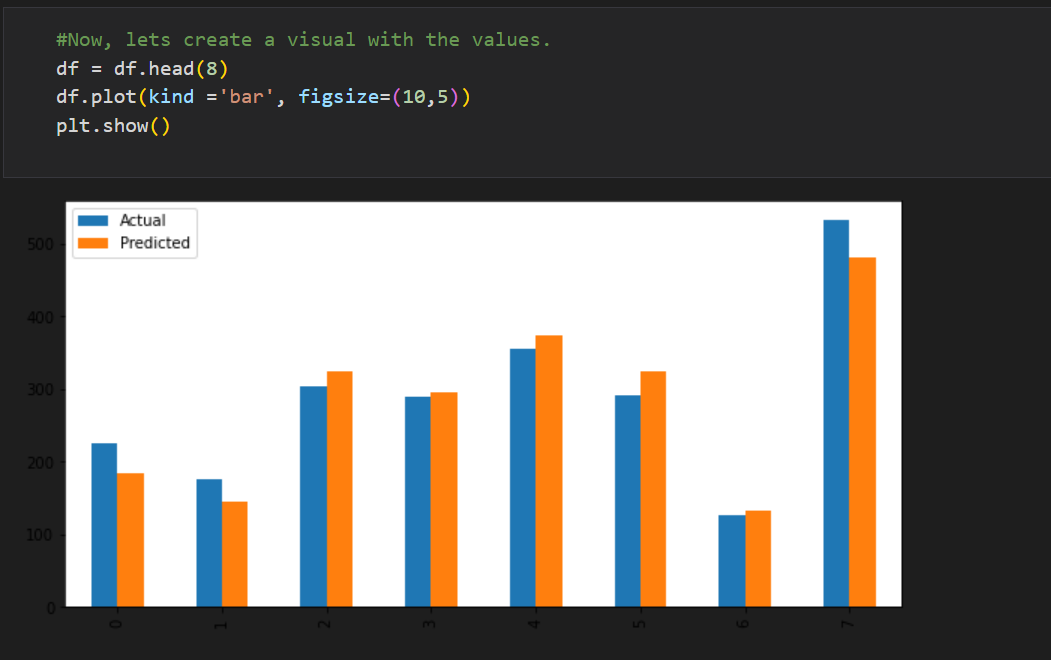 #Now, lets create a visual with the values.
df = df.head(8)
df.plot(kind ='bar', figsize=(10,5))
plt.show()
Actual
Predicted
500
400
300
200
100
0
0 1 2 3 4 5 6 7